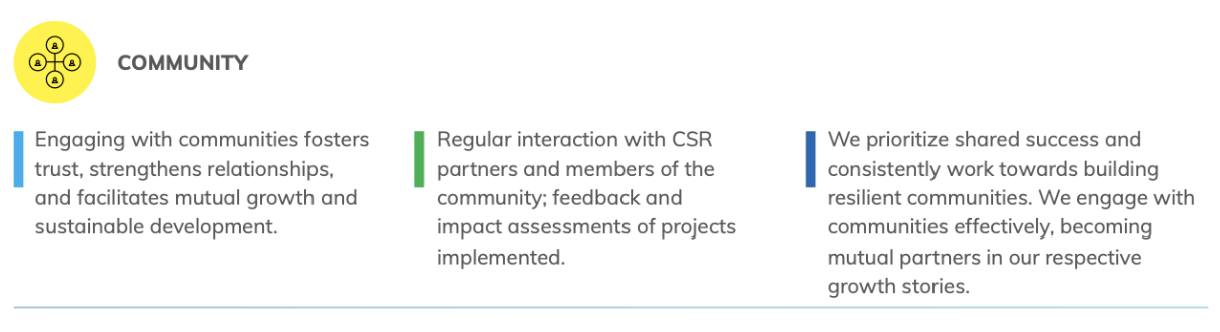 COMMUNITY
Engaging with communities fosters
trust, strengthens relationships,
and facilitates mutual growth and
sustainable development.
Regular interaction with CSR
partners and members of the
community; feedback and
impact assessments of projects
implemented.
We prioritize shared success and
consistently work towards building
resilient communities. We engage with
communities effectively, becoming
mutual partners in our respective
growth stories.